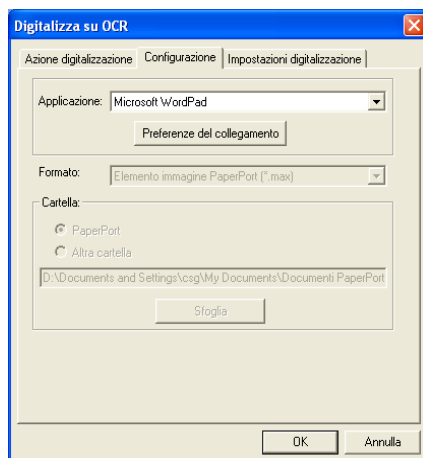 Digitalizza su OCR
Azione digitalizzazione Configurazione Impostazioni digitalizzazione
Applicazione: Microsoft WordPad
Preferenze del collegamento
Formato: Elemento immagine PaperPort (*.max)
Cartella:
PaperPort
Altra cartella
D:\Documents and Settings\csg\My Documents\Documenti PaperPort
Sfoglia
OK Annulla